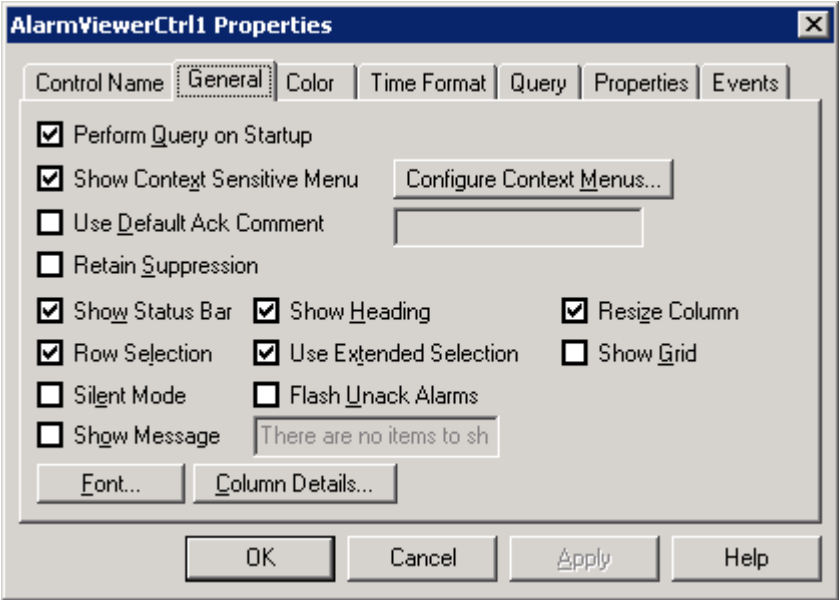 AlarmViewerCtrl1 Properties
Control Name General Color Time Format Query Properties Events
Perform Query on Startup
Show Context Sensitive Menu Configure Context Menus...
Use Default Ack Comment
Retain Suppression
Show Status Bar Show Heading Resize Column
Row Selection Use Extended Selection Show Grid
Silent Mode Flash Unack Alarms
Show Message There are no items to sh
Font... Column Details...
OK Cancel Apply Help